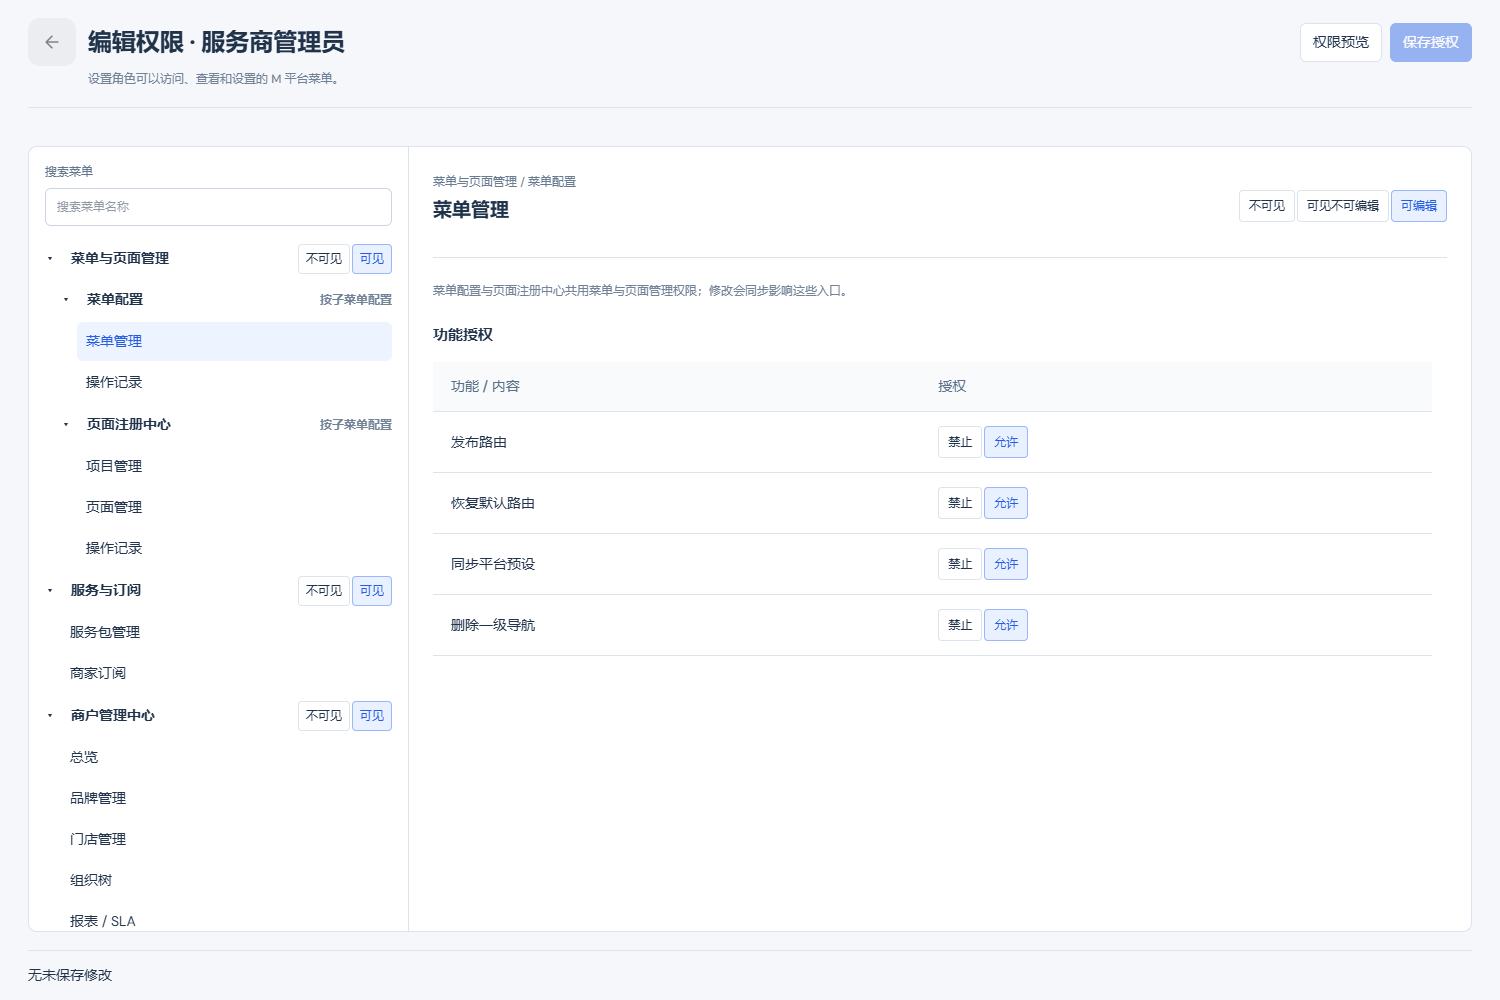 编辑权限 · 服务商管理员
设置角色可以访问、查看和设置的 M 平台菜单。
权限预览
保存授权
搜索菜单
搜索菜单名称
菜单与页面管理 不可见 可见
菜单配置 按子菜单配置
菜单管理
操作记录
页面注册中心 按子菜单配置
项目管理
页面管理
操作记录
服务与订阅 不可见 可见
服务包管理
商家订阅
商户管理中心 不可见 可见
总览
品牌管理
门店管理
组织树
报表 / SLA
菜单与页面管理 / 菜单配置
菜单管理
不可见 可见不可编辑 可编辑
菜单配置与页面注册中心共用菜单与页面管理权限；修改会同步影响这些入口。
功能授权
功能 / 内容 授权
发布路由 禁止 允许
恢复默认路由 禁止 允许
同步平台预设 禁止 允许
删除一级导航 禁止 允许
无未保存修改